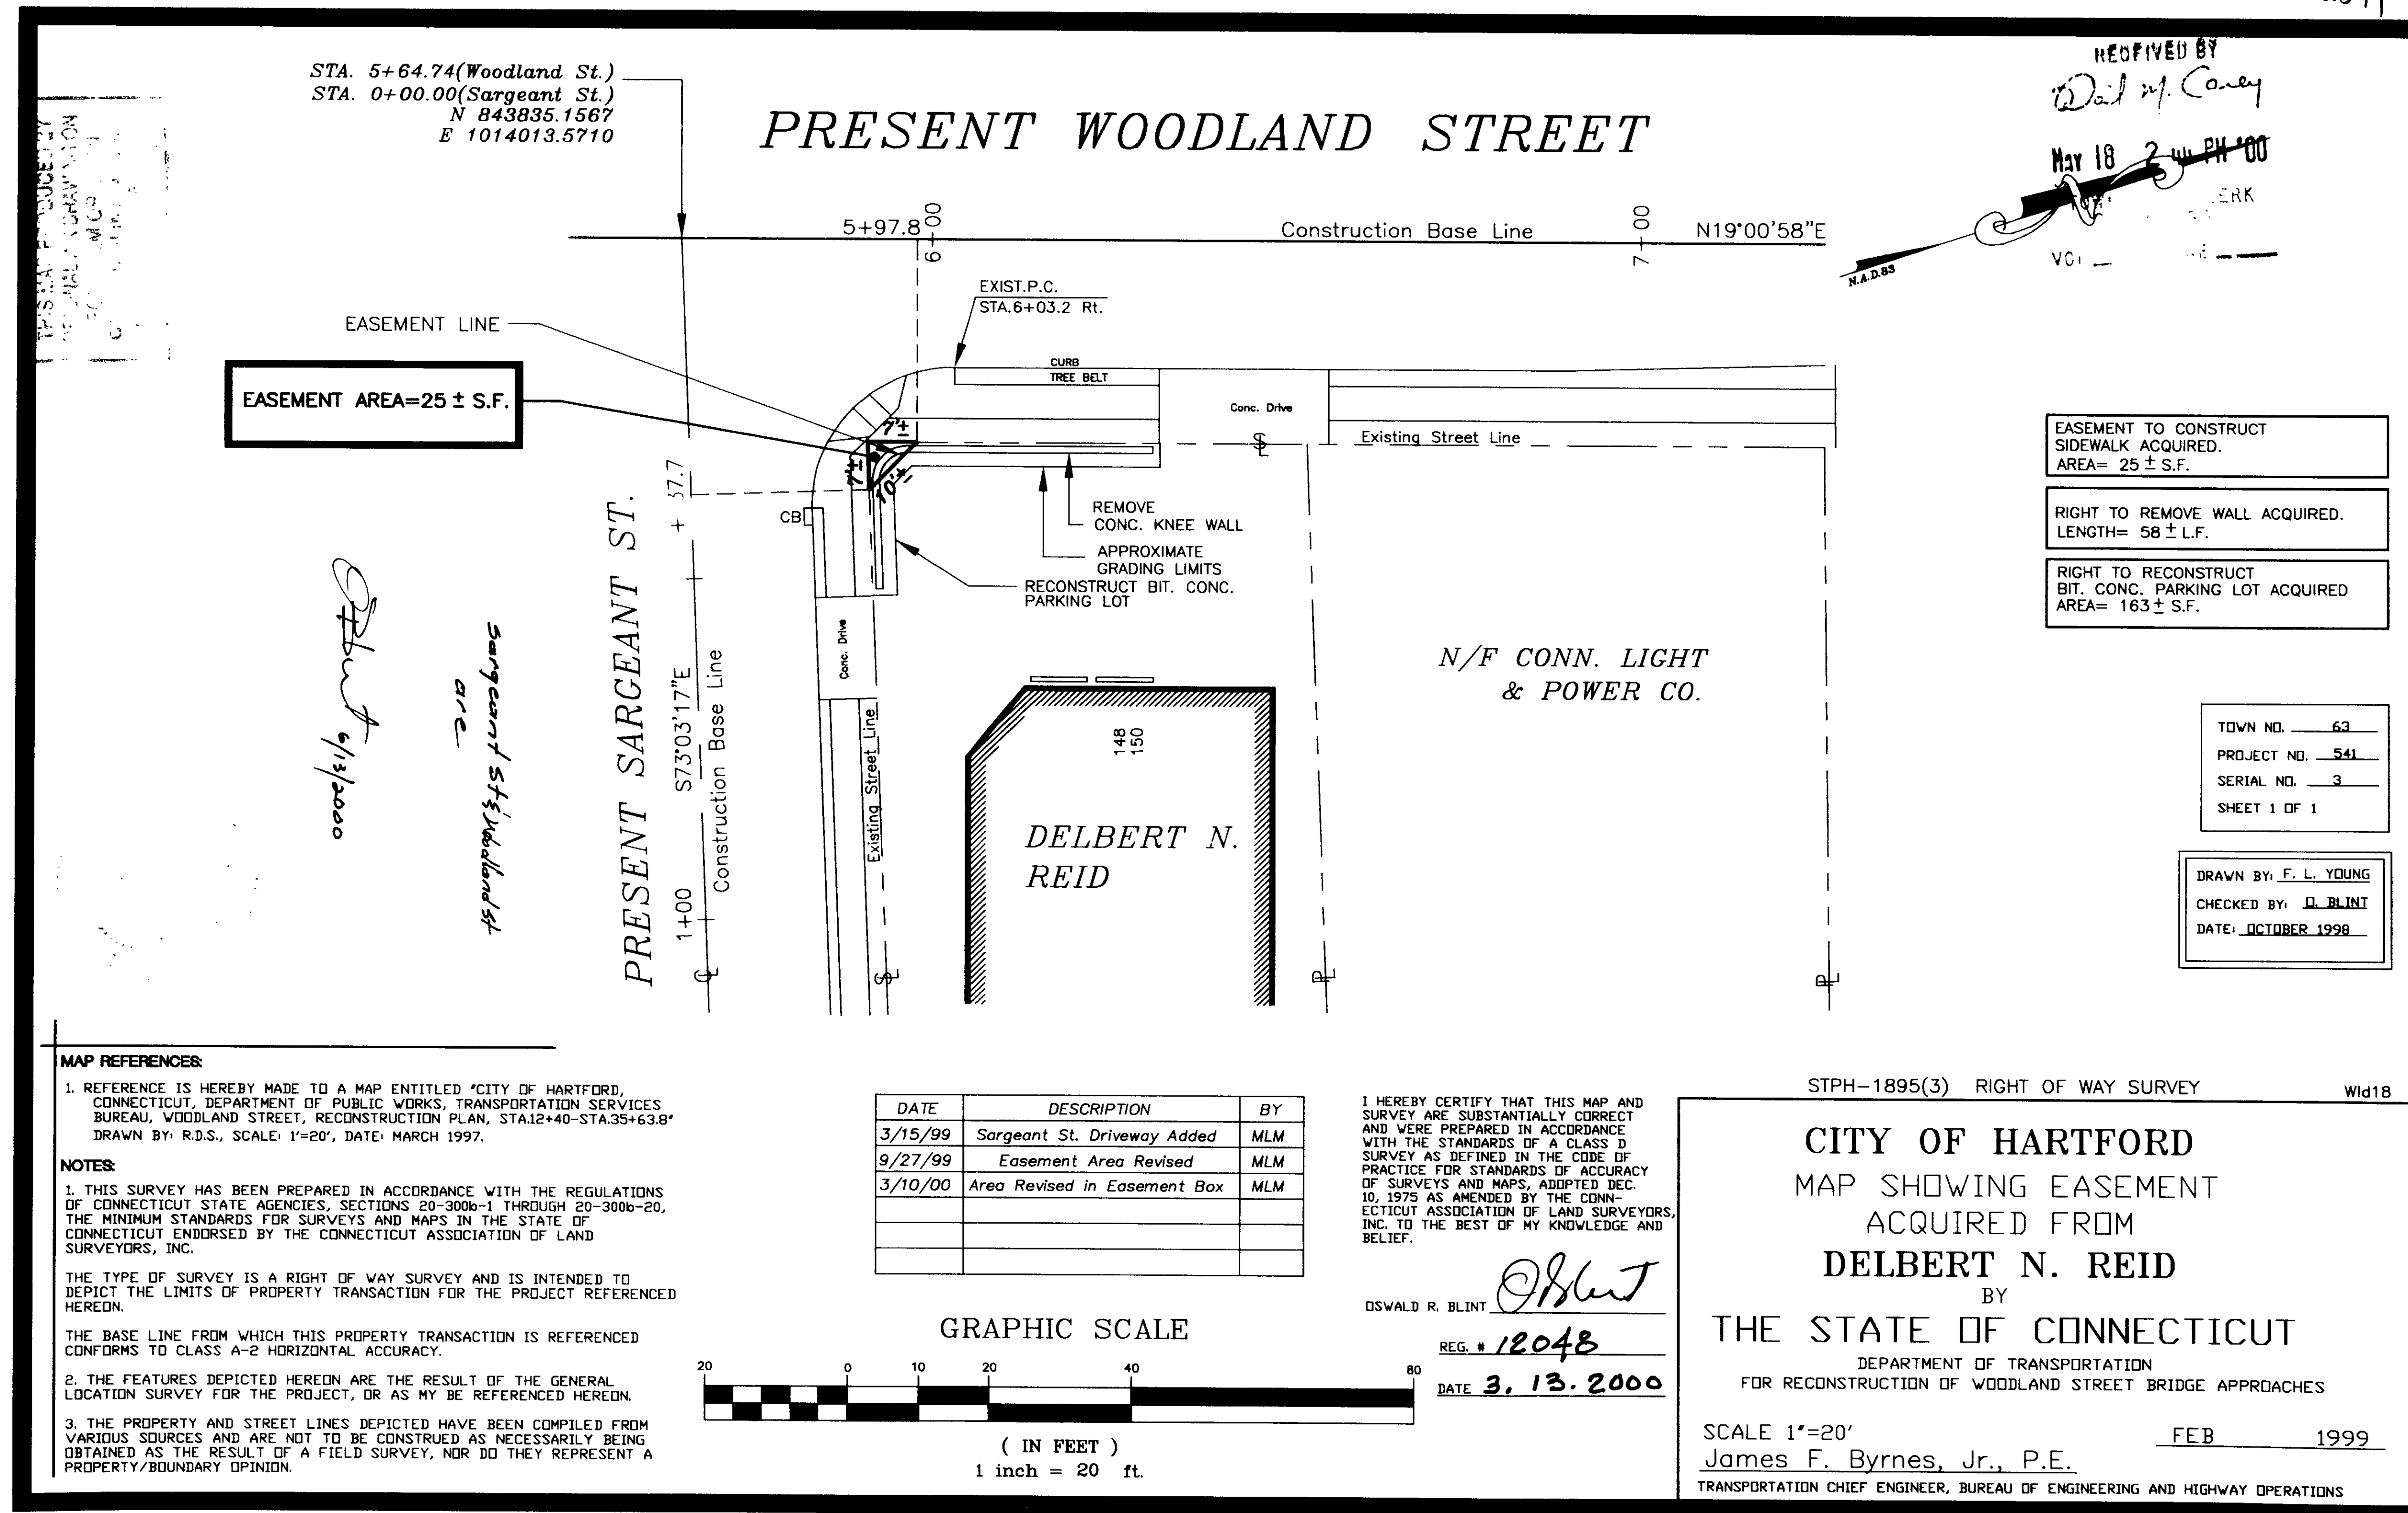 STA. 5+64.74(Woodland St.)
STA. 0+00.00(Sargeant St.)
N 843835.1567
E 1014013.5710
PRESENT WOODLAND STREET
REOFIVED BY
May 18 2 44 PM '00
ERK
N.A.D.83
5+97.8
6+00
Construction Base Line
7+00
N19°00'58"E
EXIST.P.C.
STA.6+03.2 Rt.
EASEMENT LINE
EASEMENT AREA=25 ± S.F.
CURB
TREE BELT
Conc. Drive
Existing Street Line
7'±
7'±
10'±
CB
REMOVE
CONC. KNEE WALL
APPROXIMATE
GRADING LIMITS
RECONSTRUCT BIT. CONC.
PARKING LOT
PRESENT SARGEANT ST.
+ 37.7
S73°03'17"E
Construction Base Line
1+00
Conc. Drive
Existing Street Line
148
150
DELBERT N.
REID
N/F CONN. LIGHT
& POWER CO.
6/13/2000
Sargeant St & Woodland St
are
EASEMENT TO CONSTRUCT
SIDEWALK ACQUIRED.
AREA= 25 ± S.F.
RIGHT TO REMOVE WALL ACQUIRED.
LENGTH= 58 ± L.F.
RIGHT TO RECONSTRUCT
BIT. CONC. PARKING LOT ACQUIRED
AREA= 163± S.F.
TOWN NO. 63
PROJECT NO. 541
SERIAL NO. 3
SHEET 1 OF 1
DRAWN BY: F. L. YOUNG
CHECKED BY: O. BLINT
DATE: OCTOBER 1998
MAP REFERENCES:
1. REFERENCE IS HEREBY MADE TO A MAP ENTITLED "CITY OF HARTFORD,
CONNECTICUT, DEPARTMENT OF PUBLIC WORKS, TRANSPORTATION SERVICES
BUREAU, WOODLAND STREET, RECONSTRUCTION PLAN, STA.12+40-STA.35+63.8"
DRAWN BY: R.D.S., SCALE: 1"=20', DATE: MARCH 1997.
NOTES:
1. THIS SURVEY HAS BEEN PREPARED IN ACCORDANCE WITH THE REGULATIONS
OF CONNECTICUT STATE AGENCIES, SECTIONS 20-300b-1 THROUGH 20-300b-20,
THE MINIMUM STANDARDS FOR SURVEYS AND MAPS IN THE STATE OF
CONNECTICUT ENDORSED BY THE CONNECTICUT ASSOCIATION OF LAND
SURVEYORS, INC.
THE TYPE OF SURVEY IS A RIGHT OF WAY SURVEY AND IS INTENDED TO
DEPICT THE LIMITS OF PROPERTY TRANSACTION FOR THE PROJECT REFERENCED
HEREON.
THE BASE LINE FROM WHICH THIS PROPERTY TRANSACTION IS REFERENCED
CONFORMS TO CLASS A-2 HORIZONTAL ACCURACY.
2. THE FEATURES DEPICTED HEREON ARE THE RESULT OF THE GENERAL
LOCATION SURVEY FOR THE PROJECT, OR AS MY BE REFERENCED HEREON.
3. THE PROPERTY AND STREET LINES DEPICTED HAVE BEEN COMPILED FROM
VARIOUS SOURCES AND ARE NOT TO BE CONSTRUED AS NECESSARILY BEING
OBTAINED AS THE RESULT OF A FIELD SURVEY, NOR DO THEY REPRESENT A
PROPERTY/BOUNDARY OPINION.
DATE DESCRIPTION BY
3/15/99 Sargeant St. Driveway Added MLM
9/27/99 Easement Area Revised MLM
3/10/00 Area Revised in Easement Box MLM
GRAPHIC SCALE
20 0 10 20 40 80
( IN FEET )
1 inch = 20 ft.
I HEREBY CERTIFY THAT THIS MAP AND
SURVEY ARE SUBSTANTIALLY CORRECT
AND WERE PREPARED IN ACCORDANCE
WITH THE STANDARDS OF A CLASS D
SURVEY AS DEFINED IN THE CODE OF
PRACTICE FOR STANDARDS OF ACCURACY
OF SURVEYS AND MAPS, ADOPTED DEC.
10, 1975 AS AMENDED BY THE CONN-
ECTICUT ASSOCIATION OF LAND SURVEYORS,
INC. TO THE BEST OF MY KNOWLEDGE AND
BELIEF.
OSWALD R. BLINT OBlint
REG. # 12048
DATE 3. 13. 2000
STPH-1895(3) RIGHT OF WAY SURVEY Wld18
CITY OF HARTFORD
MAP SHOWING EASEMENT
ACQUIRED FROM
DELBERT N. REID
BY
THE STATE OF CONNECTICUT
DEPARTMENT OF TRANSPORTATION
FOR RECONSTRUCTION OF WOODLAND STREET BRIDGE APPROACHES
SCALE 1"=20' FEB 1999
James F. Byrnes, Jr., P.E.
TRANSPORTATION CHIEF ENGINEER, BUREAU OF ENGINEERING AND HIGHWAY OPERATIONS